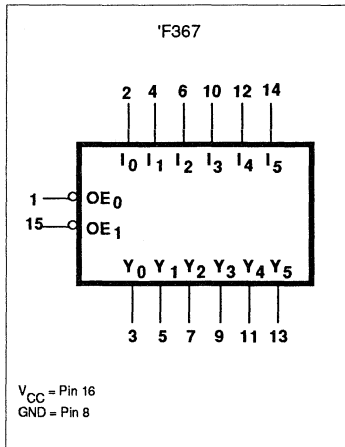 'F367
2 4 6 10 12 14
I0 I1 I2 I3 I4 I5
1 OE0
15 OE1
Y0 Y1 Y2 Y3 Y4 Y5
3 5 7 9 11 13
VCC = Pin 16
GND = Pin 8